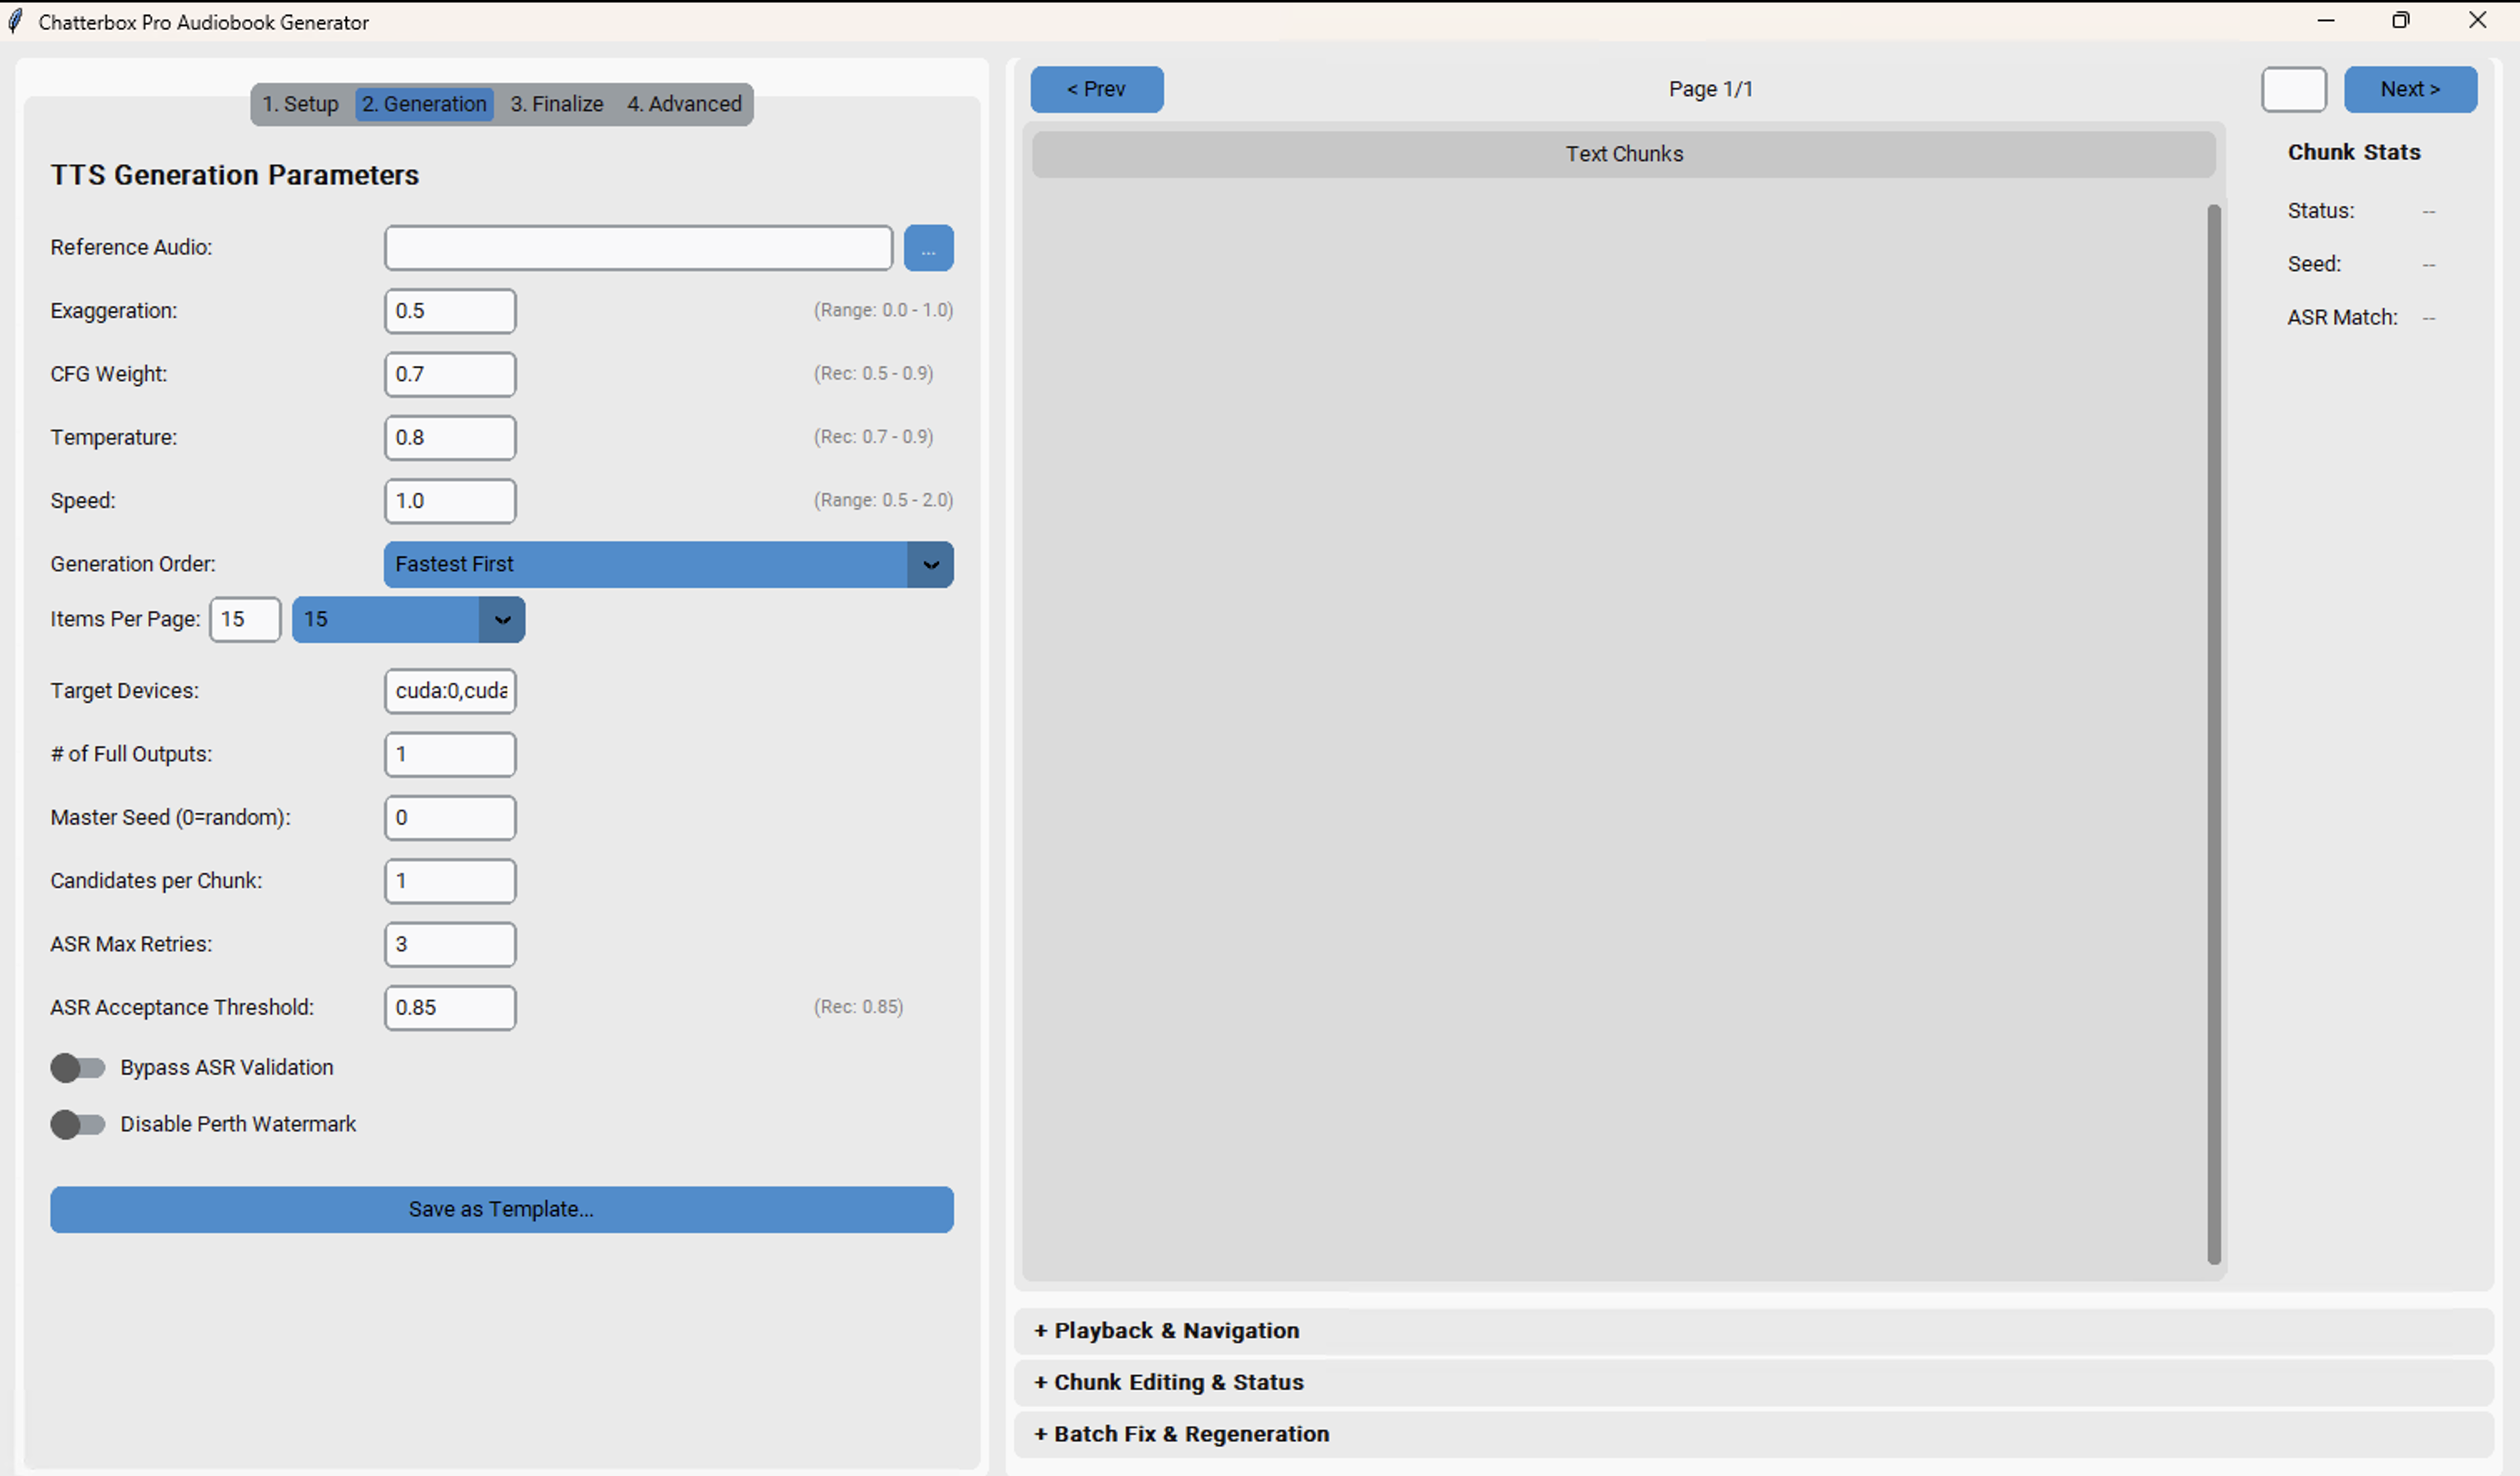 Chatterbox Pro Audiobook Generator
1. Setup 2. Generation 3. Finalize 4. Advanced
TTS Generation Parameters
Reference Audio: ...
Exaggeration: 0.5 (Range: 0.0 - 1.0)
CFG Weight: 0.7 (Rec: 0.5 - 0.9)
Temperature: 0.8 (Rec: 0.7 - 0.9)
Speed: 1.0 (Range: 0.5 - 2.0)
Generation Order: Fastest First
Items Per Page: 15 15
Target Devices: cuda:0,cuda
# of Full Outputs: 1
Master Seed (0=random): 0
Candidates per Chunk: 1
ASR Max Retries: 3
ASR Acceptance Threshold: 0.85 (Rec: 0.85)
Bypass ASR Validation
Disable Perth Watermark
Save as Template...
< Prev Page 1/1 Next >
Text Chunks
Chunk Stats
Status: --
Seed: --
ASR Match: --
+ Playback & Navigation
+ Chunk Editing & Status
+ Batch Fix & Regeneration